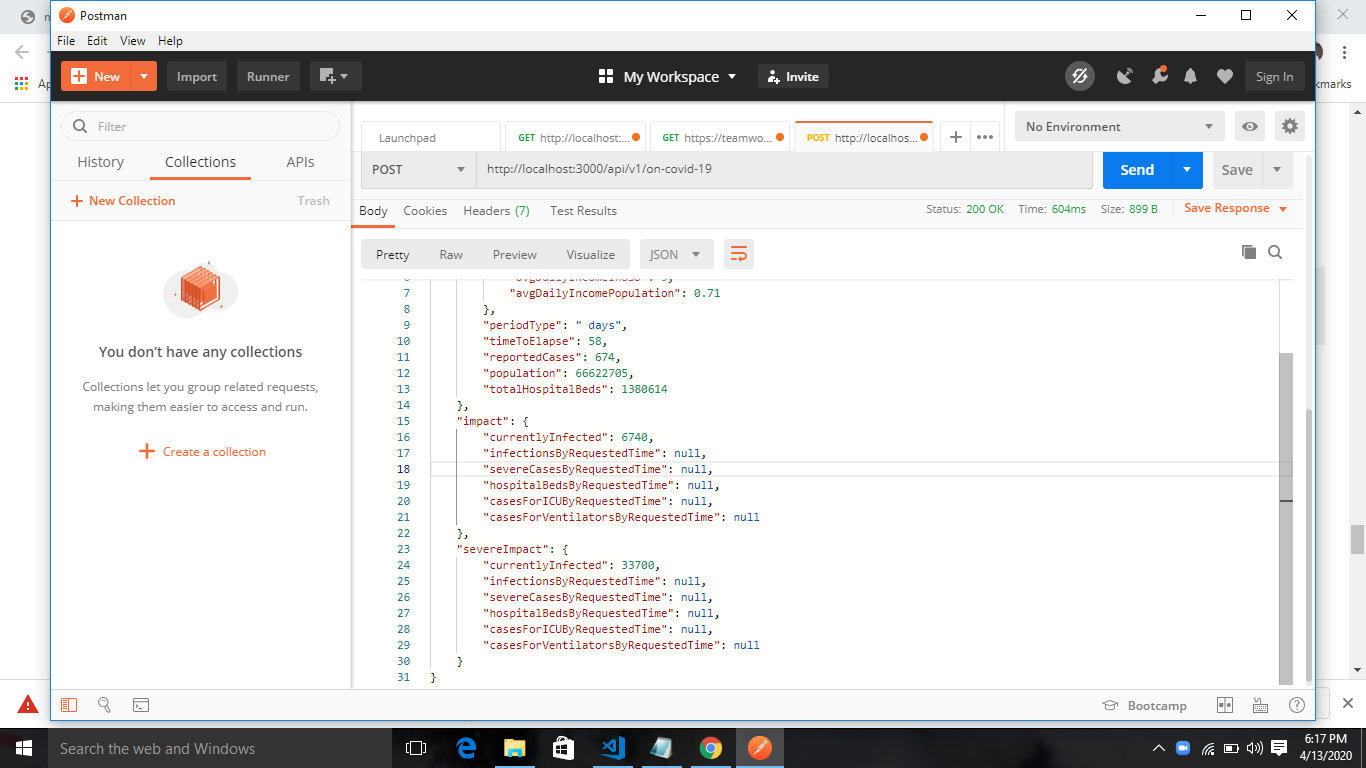 Postman
File Edit View Help
New Import Runner My Workspace Invite Sign In
Filter
History Collections APIs
New Collection Trash
You don't have any collections
Collections let you group related requests,
making them easier to access and run.
Create a collection
Launchpad GET http://localhost:... GET https://teamwo... POST http://localhos... No Environment
POST http://localhost:3000/api/v1/on-covid-19 Send Save
Body Cookies Headers (7) Test Results Status: 200 OK Time: 604ms Size: 899 B Save Response
Pretty Raw Preview Visualize JSON
7 "avgDailyIncomePopulation": 0.71
8 },
9 "periodType": " days",
10 "timeToElapse": 58,
11 "reportedCases": 674,
12 "population": 66622705,
13 "totalHospitalBeds": 1380614
14 },
15 "impact": {
16 "currentlyInfected": 6740,
17 "infectionsByRequestedTime": null,
18 "severeCasesByRequestedTime": null,
19 "hospitalBedsByRequestedTime": null,
20 "casesForICUByRequestedTime": null,
21 "casesForVentilatorsByRequestedTime": null
22 },
23 "severeImpact": {
24 "currentlyInfected": 33700,
25 "infectionsByRequestedTime": null,
26 "severeCasesByRequestedTime": null,
27 "hospitalBedsByRequestedTime": null,
28 "casesForICUByRequestedTime": null,
29 "casesForVentilatorsByRequestedTime": null
30 }
31 }
Bootcamp
Search the web and Windows
6:17 PM
4/13/2020